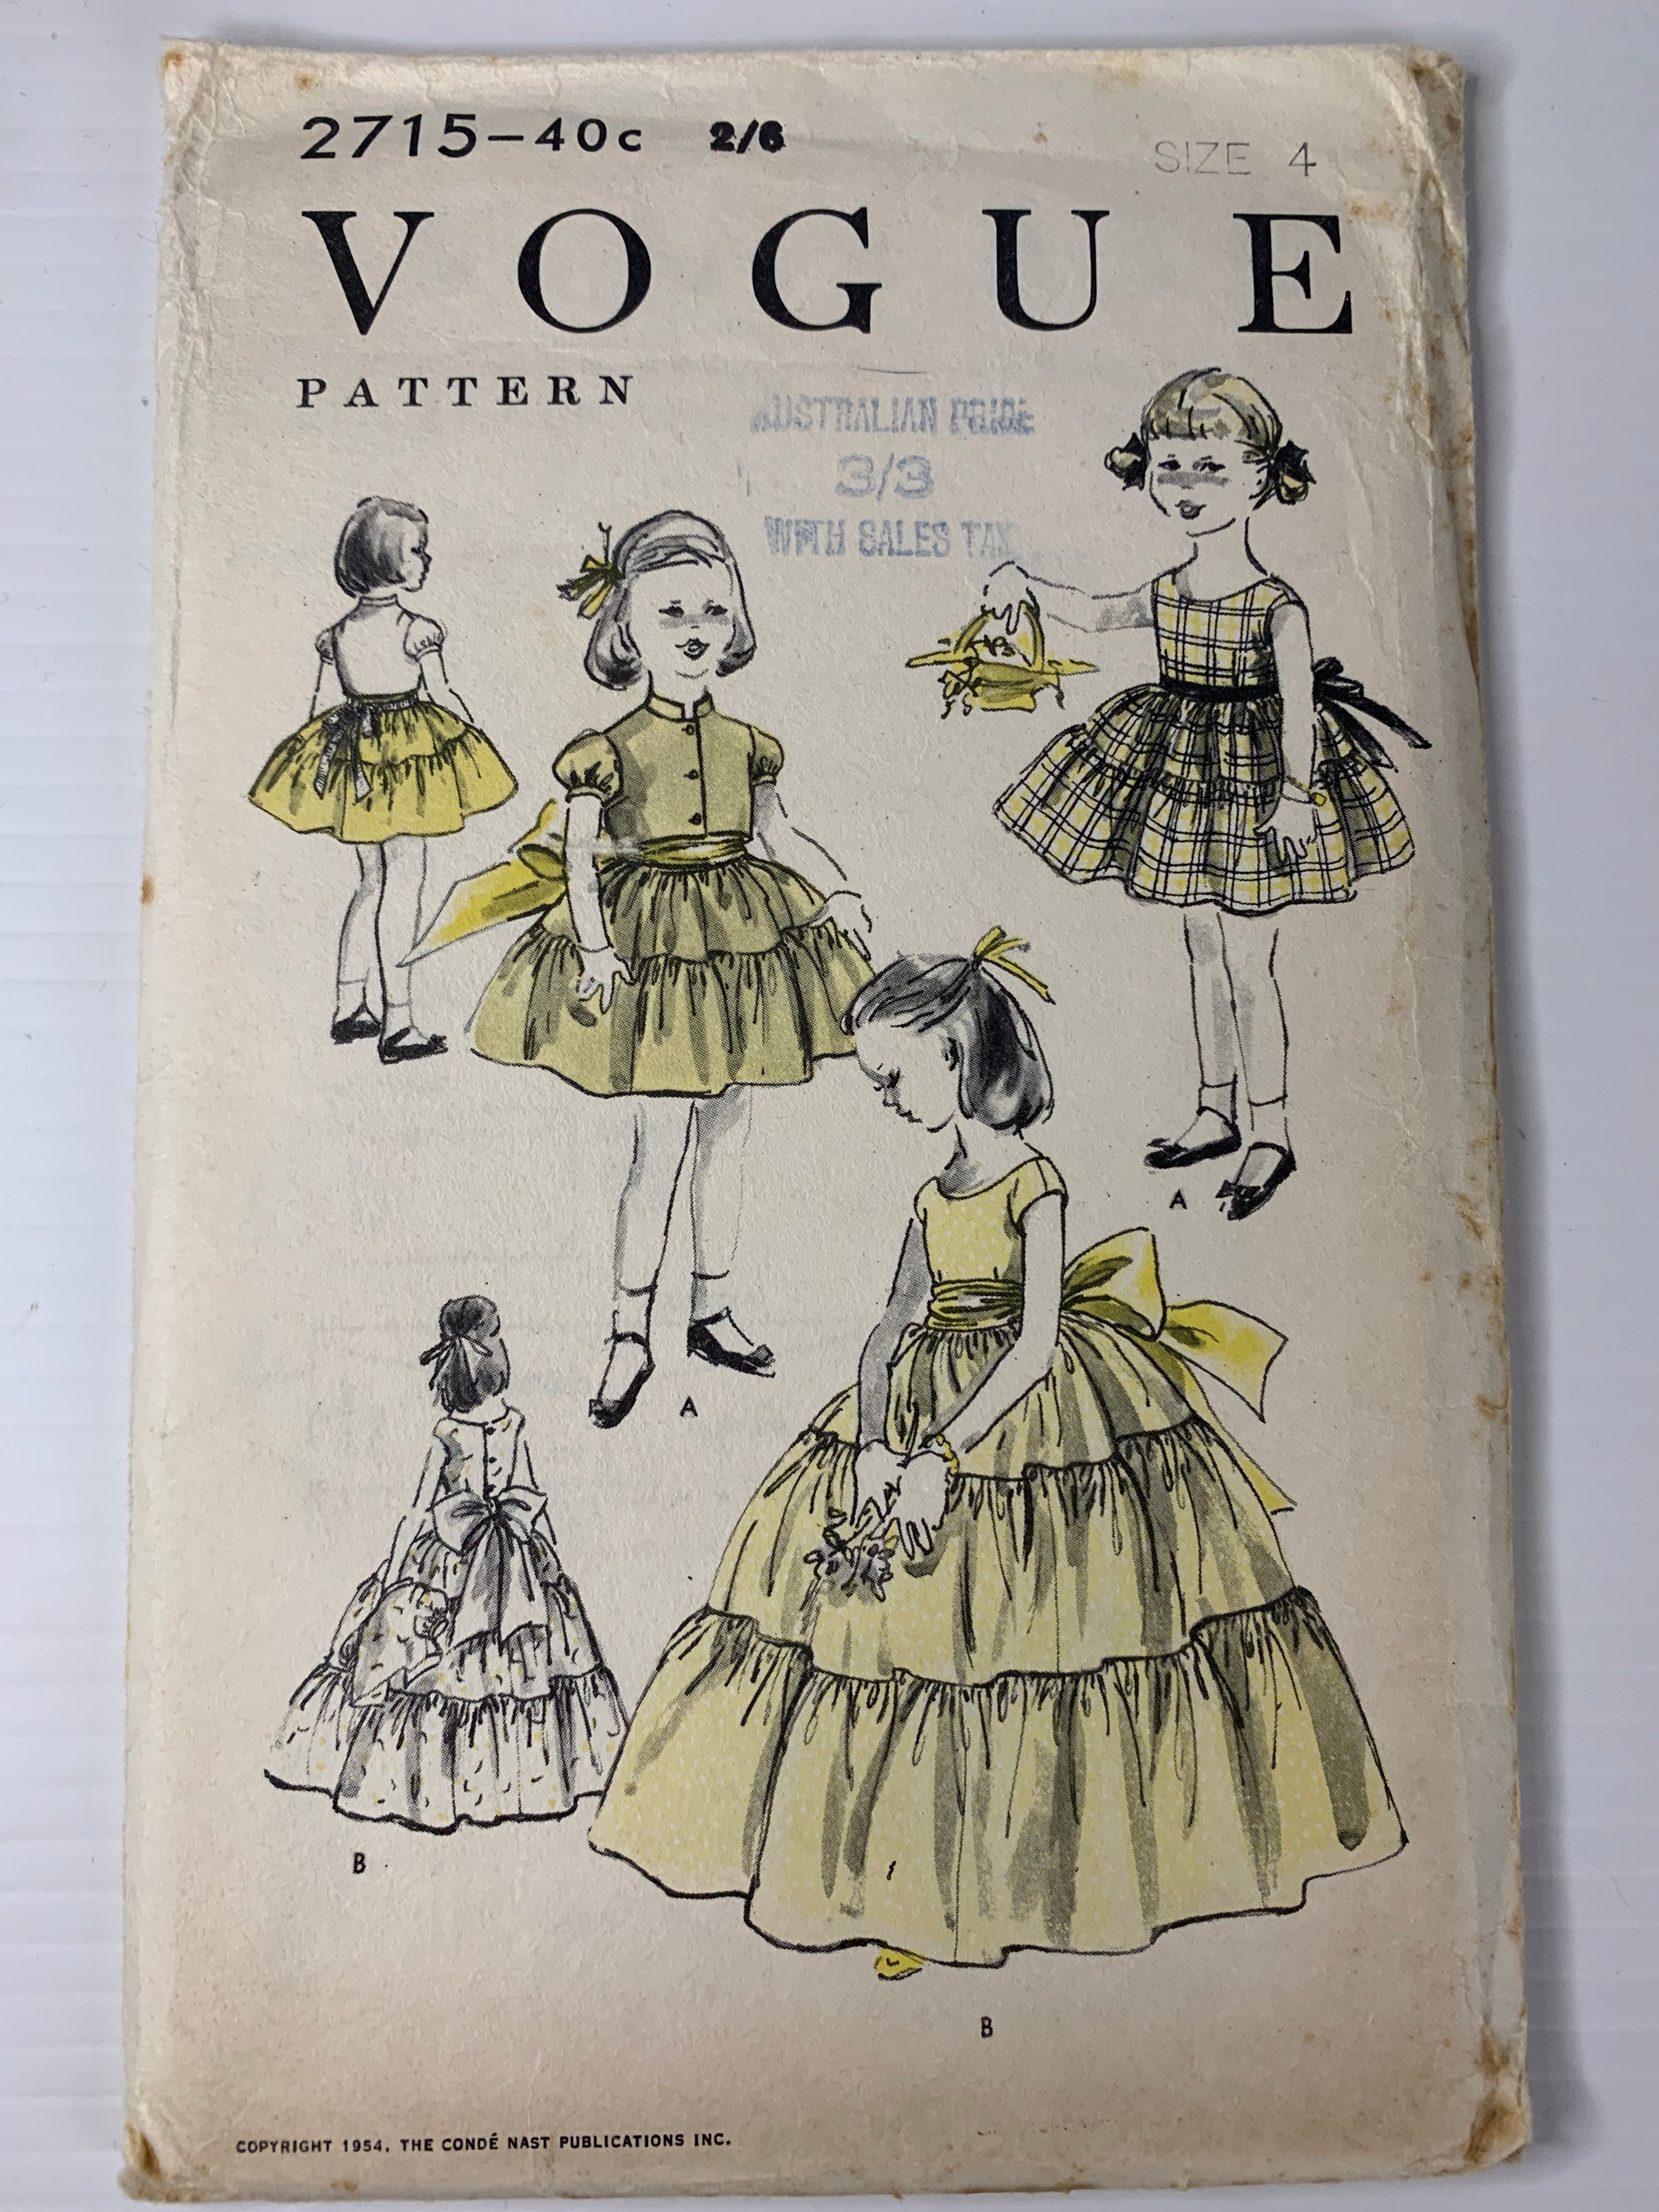 2715-40c 2/6
SIZE 4
VOGUE
PATTERN
AUSTRALIAN PRICE
3/3
WITH SALES TAX
A
A
B
B
COPYRIGHT 1954, THE CONDÉ NAST PUBLICATIONS INC.